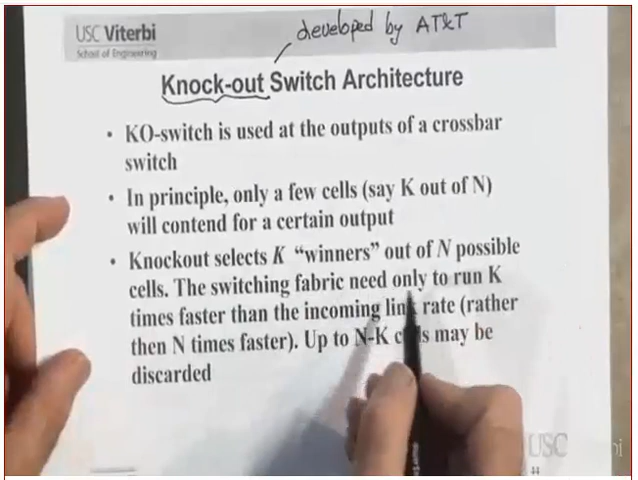 developed by AT&T
USC Viterbi
School of Engineering
Knock-out Switch Architecture
• KO-switch is used at the outputs of a crossbar
switch
• In principle, only a few cells (say K out of N)
will contend for a certain output
• Knockout selects K “winners” out of N possible
cells. The switching fabric need only to run K
times faster than the incoming link rate (rather
then N times faster). Up to N-K cells may be
discarded
USC